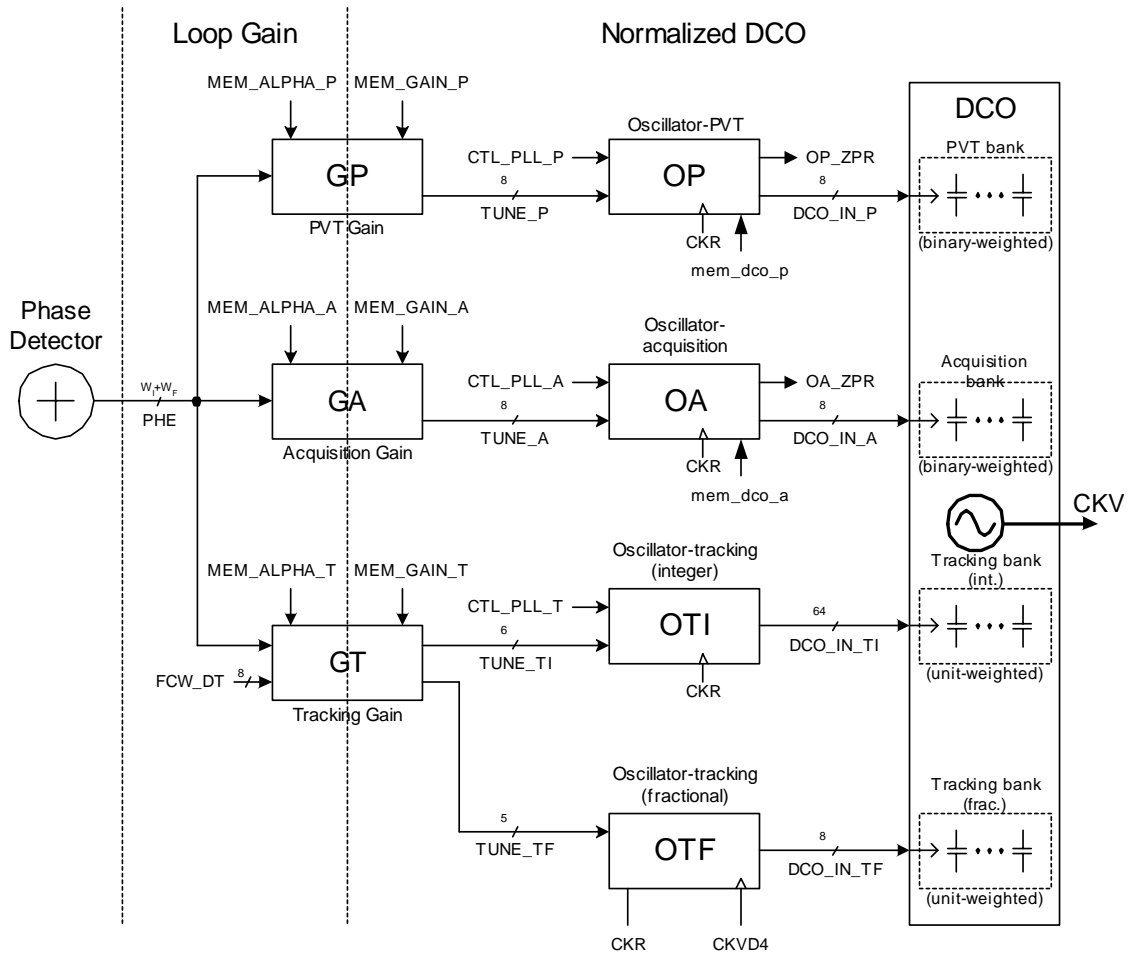 Loop Gain
Normalized DCO
MEM_ALPHA_P
MEM_GAIN_P
DCO
Oscillator-PVT
PVT bank
CTL_PLL_P
OP_ZPR
GP
OP
8
TUNE_P
8
DCO_IN_P
PVT Gain
CKR
(binary-weighted)
mem_dco_p
Phase
Detector
MEM_ALPHA_A
MEM_GAIN_A
Oscillator-
acquisition
Acquisition
bank
CTL_PLL_A
OA_ZPR
WI+WF
PHE
GA
OA
8
TUNE_A
8
DCO_IN_A
Acquisition Gain
CKR
(binary-weighted)
mem_dco_a
CKV
MEM_ALPHA_T
MEM_GAIN_T
Oscillator-tracking
(integer)
Tracking bank
(int.)
CTL_PLL_T
GT
OTI
6
TUNE_TI
64
DCO_IN_TI
FCW_DT
8
CKR
(unit-weighted)
Tracking Gain
Oscillator-tracking
(fractional)
Tracking bank
(frac.)
5
TUNE_TF
OTF
8
DCO_IN_TF
(unit-weighted)
CKR
CKVD4